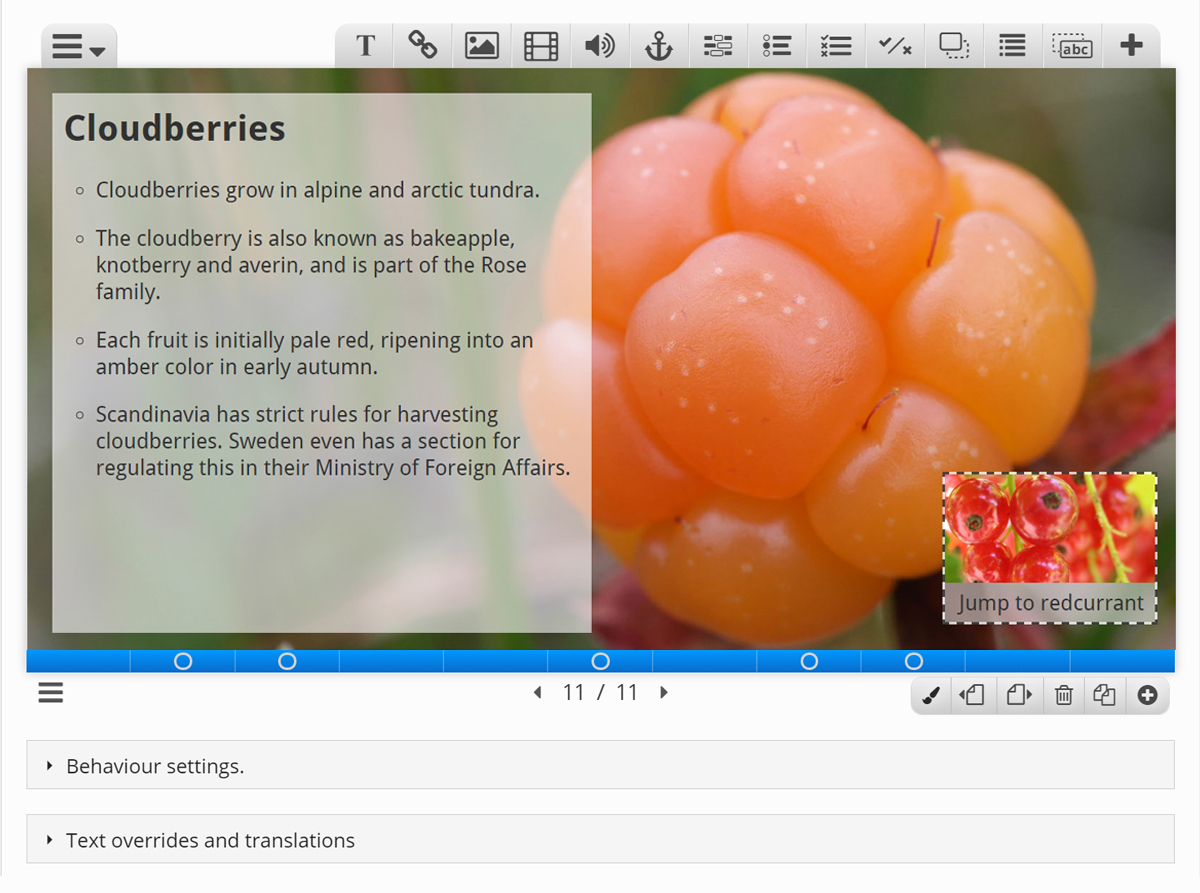 T
abc
Cloudberries
Cloudberries grow in alpine and arctic tundra.
The cloudberry is also known as bakeapple,
knotberry and averin, and is part of the Rose
family.
Each fruit is initially pale red, ripening into an
amber color in early autumn.
Scandinavia has strict rules for harvesting
cloudberries. Sweden even has a section for
regulating this in their Ministry of Foreign Affairs.
Jump to redcurrant
11 / 11
Behaviour settings.
Text overrides and translations